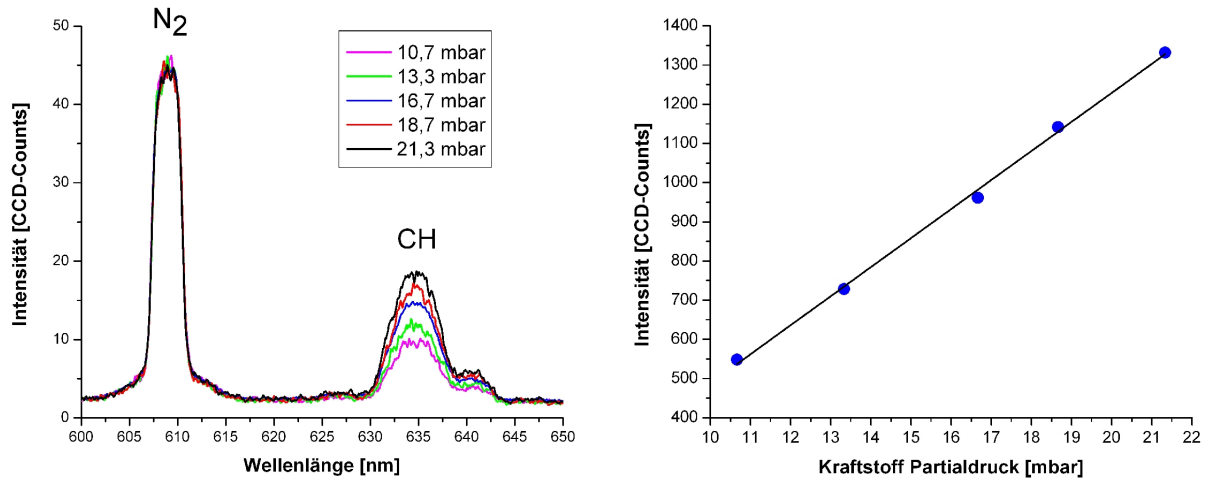 N2
CH
10,7 mbar
13,3 mbar
16,7 mbar
18,7 mbar
21,3 mbar
Intensität [CCD-Counts]
50
40
30
20
10
0
600 605 610 615 620 625 630 635 640 645 650
Wellenlänge [nm]
Intensität [CCD-Counts]
1400
1300
1200
1100
1000
900
800
700
600
500
400
10 11 12 13 14 15 16 17 18 19 20 21 22
Kraftstoff Partialdruck [mbar]